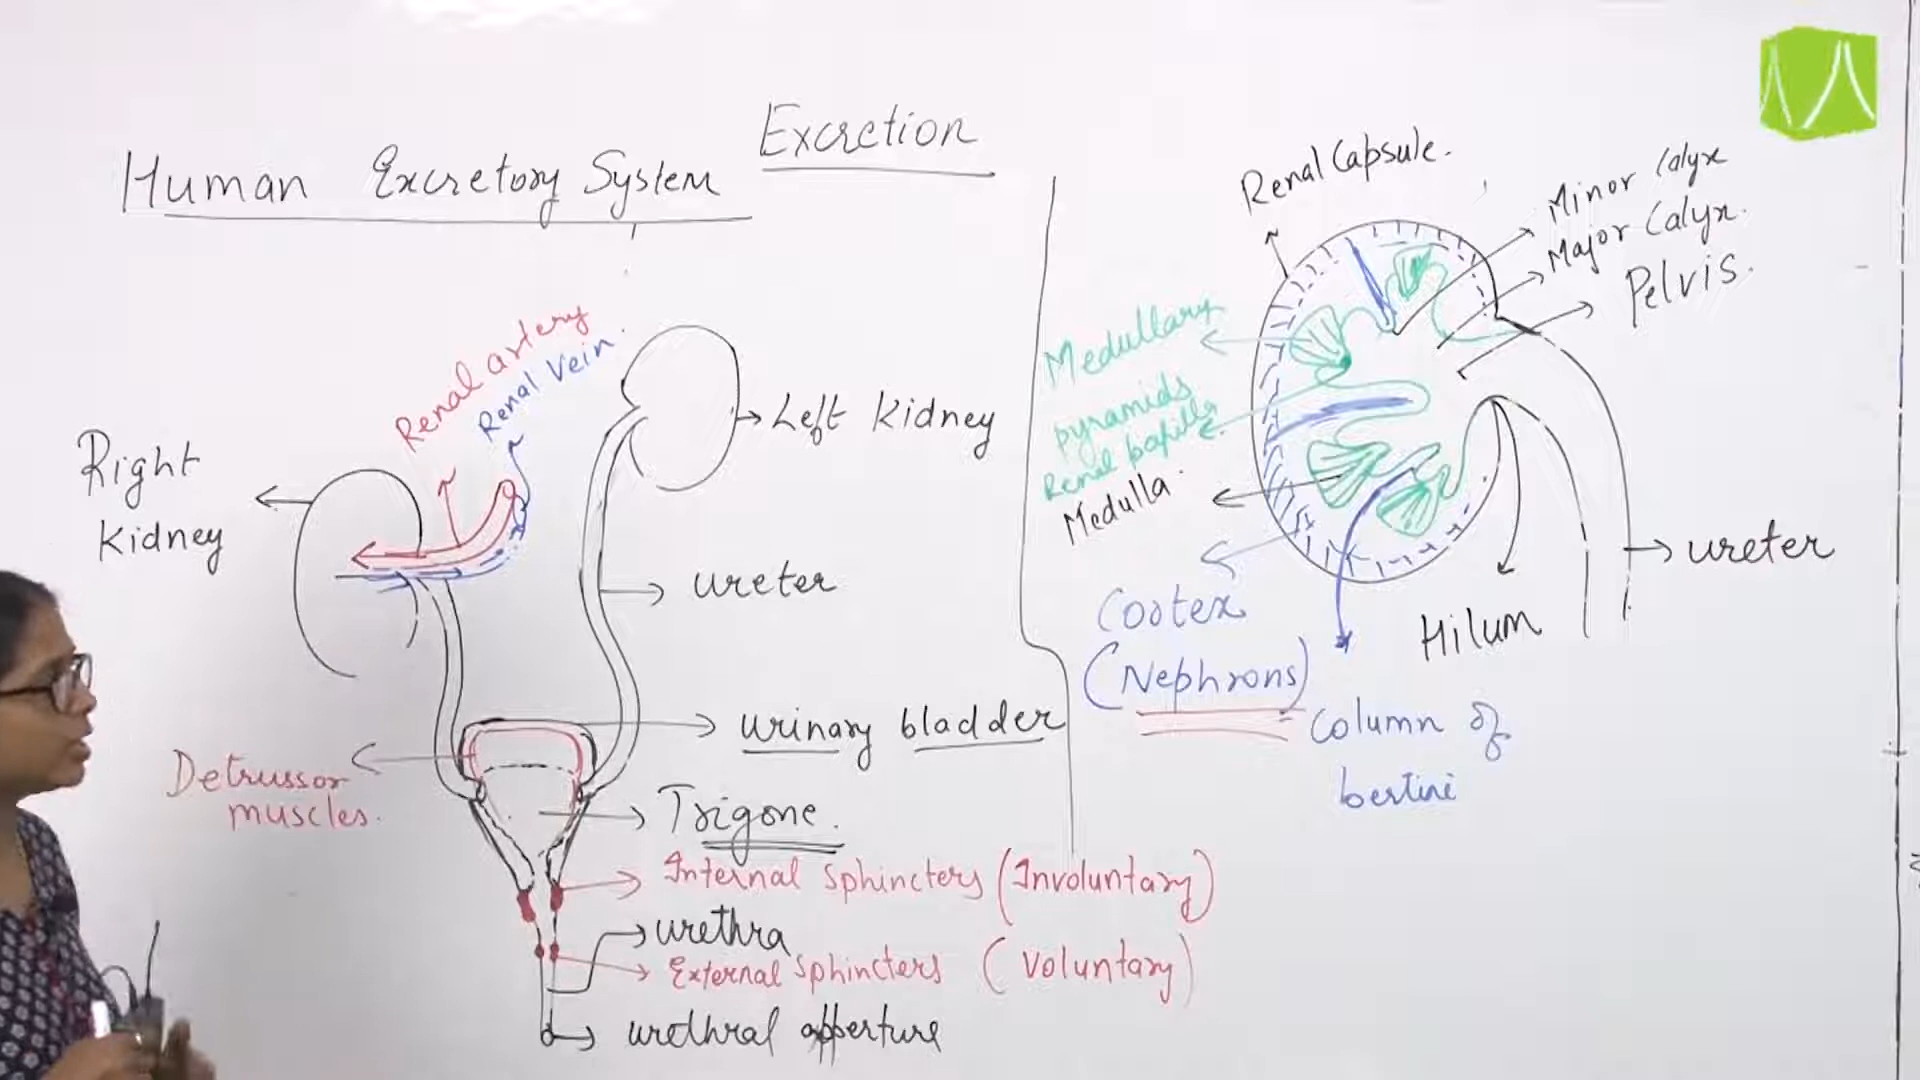 Excretion
Human Excretory System
Renal artery
Renal Vein.
Left kidney
Right
kidney
ureter
urinary bladder
Detrussor
muscles.
Trigone.
Internal Sphincters (Involuntary)
urethra
External Sphincters (Voluntary)
urethral apperture
Renal Capsule.
Minor Calyx
Major Calyx.
Pelvis.
Medullary
pyramids
Renal papilla
Medulla
ureter
Cortex
(Nephrons)
Hilum
Column of
bertini